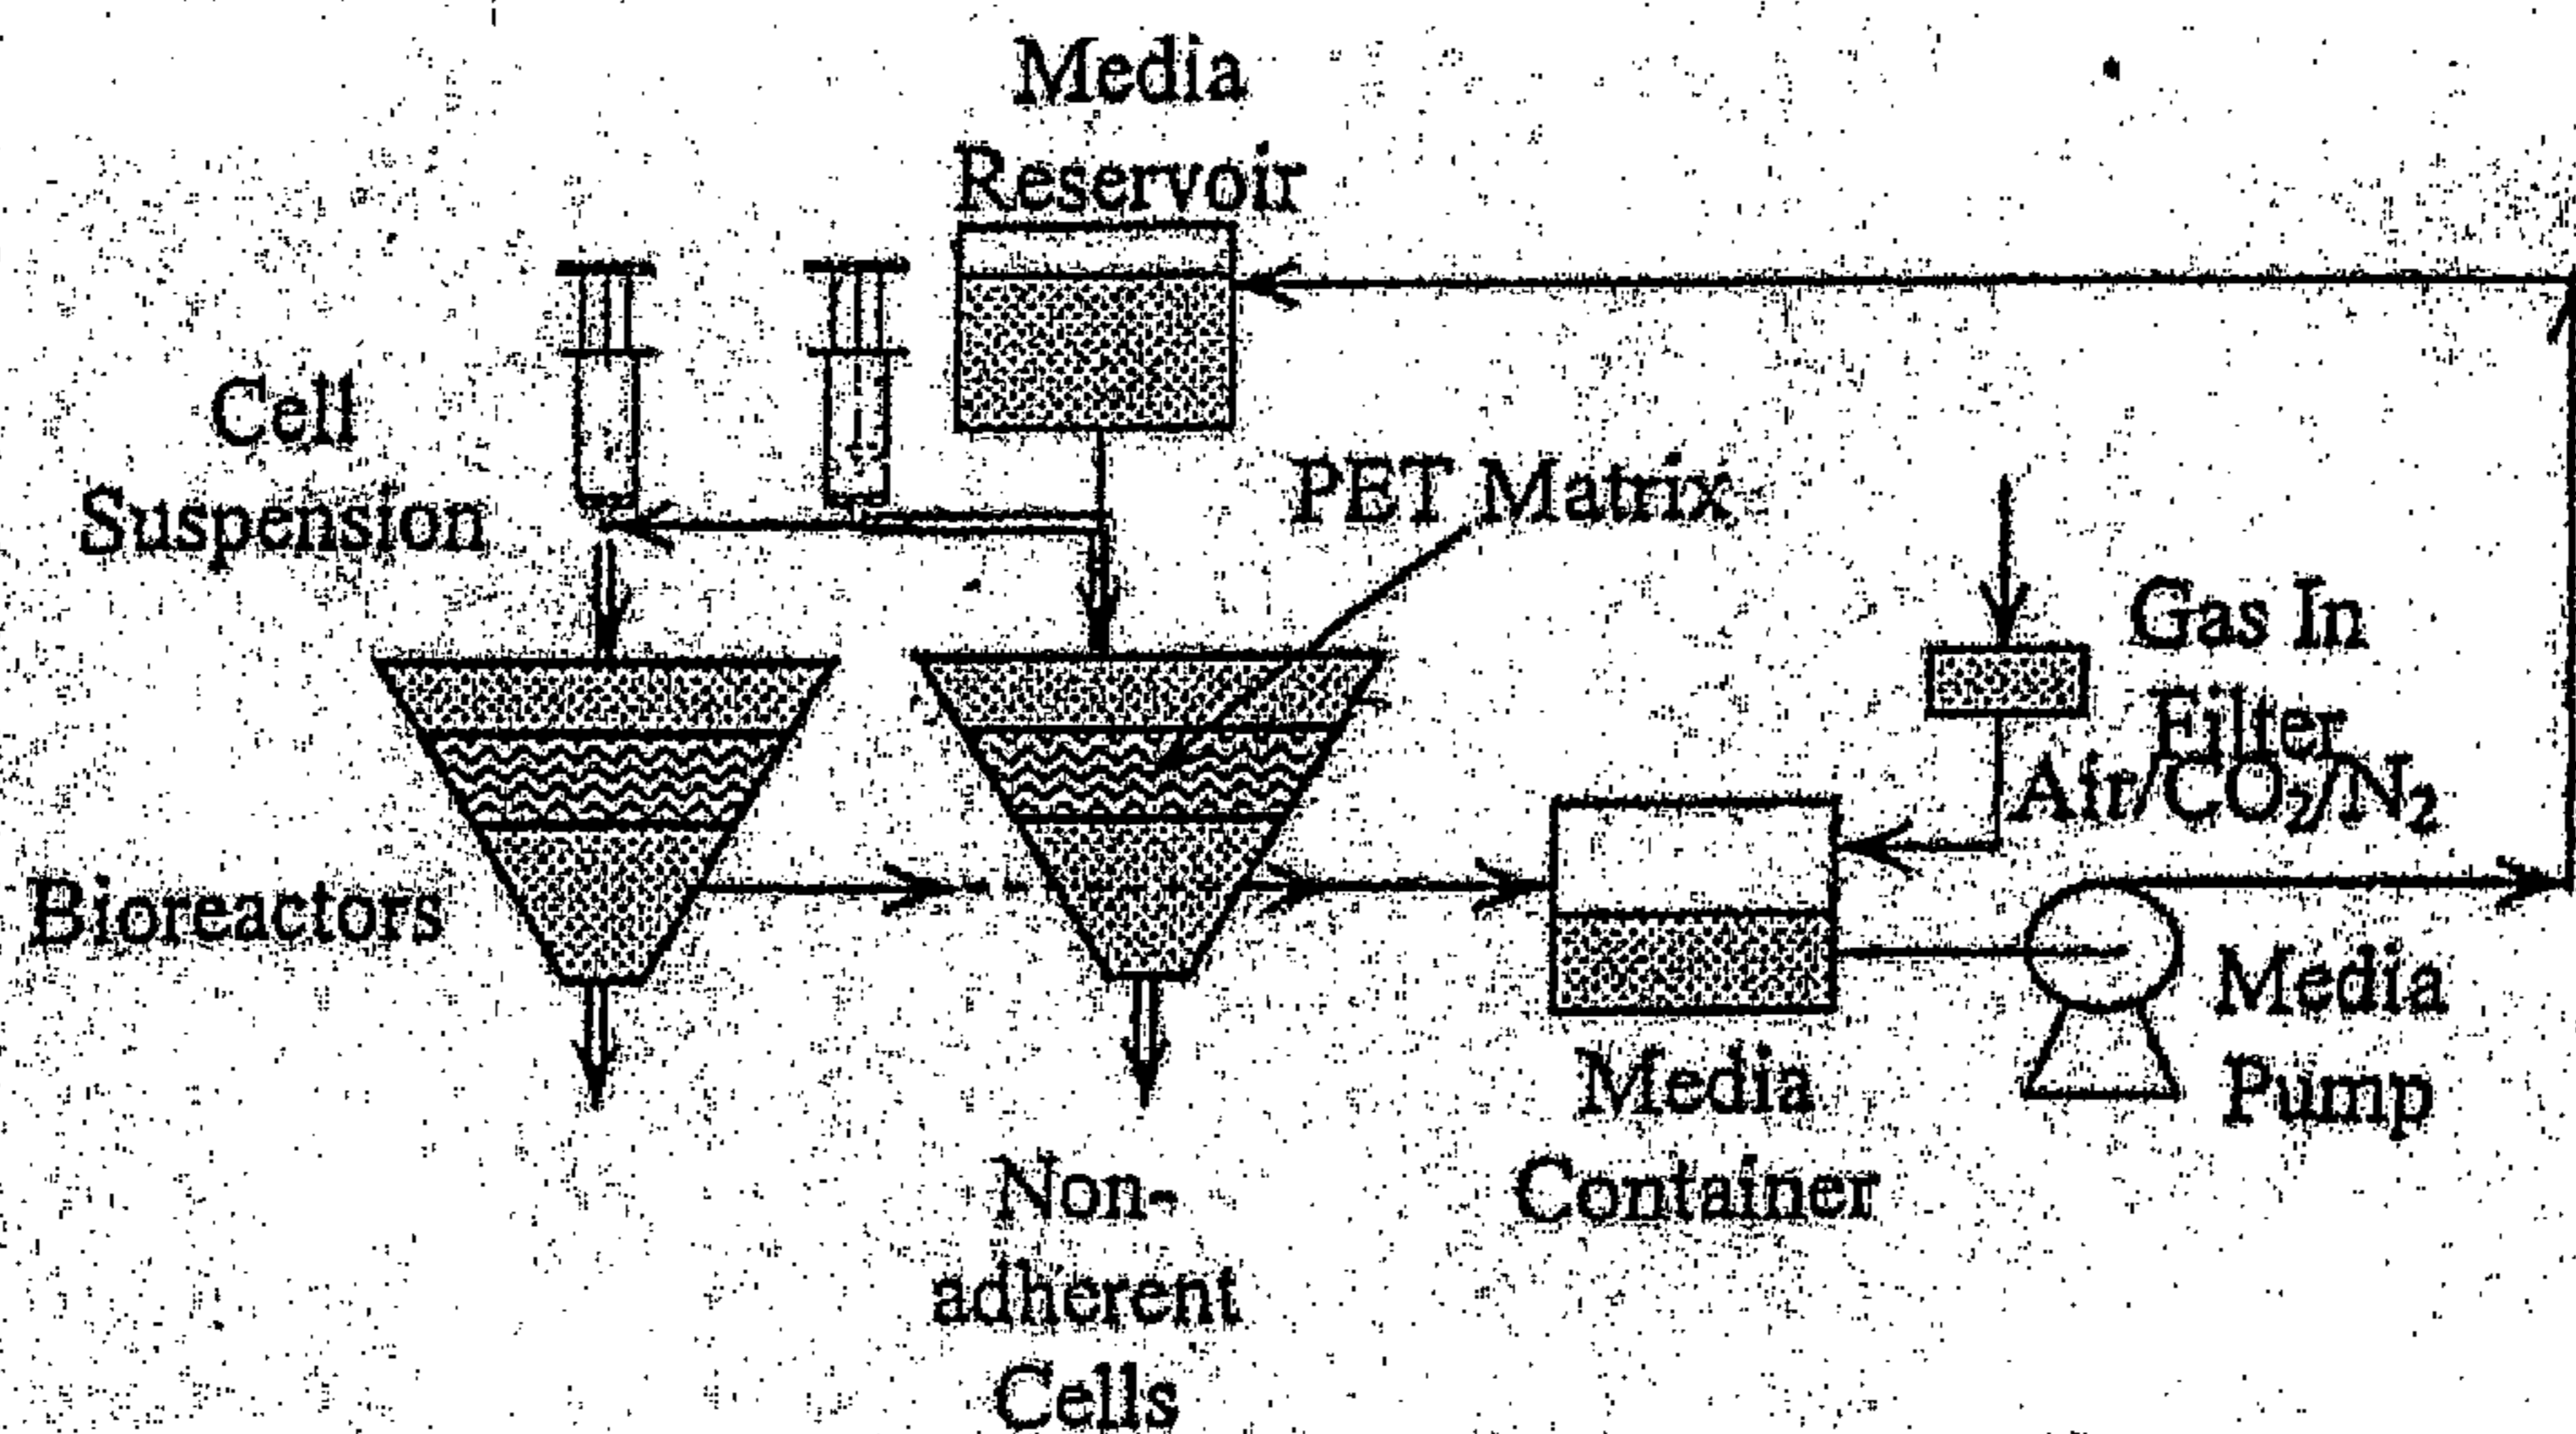 Media
Reservoir
Cell
Suspension
PET Matrix
Gas In
Filter
Air/CO₂/N₂
Bioreactors
Media
Pump
Media
Container
Non-
adherent
Cells